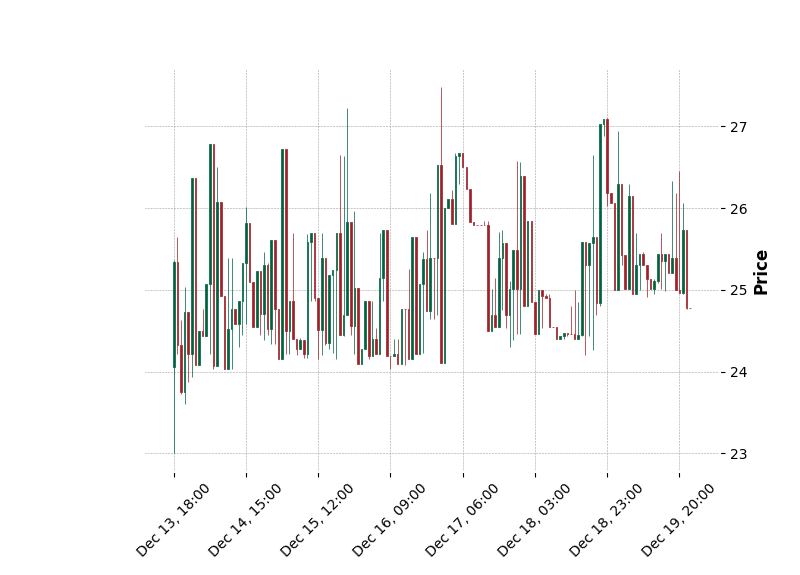 27
26
25
24
23
Price
Dec 13, 18:00
Dec 14, 15:00
Dec 15, 12:00
Dec 16, 09:00
Dec 17, 06:00
Dec 18, 03:00
Dec 18, 23:00
Dec 19, 20:00